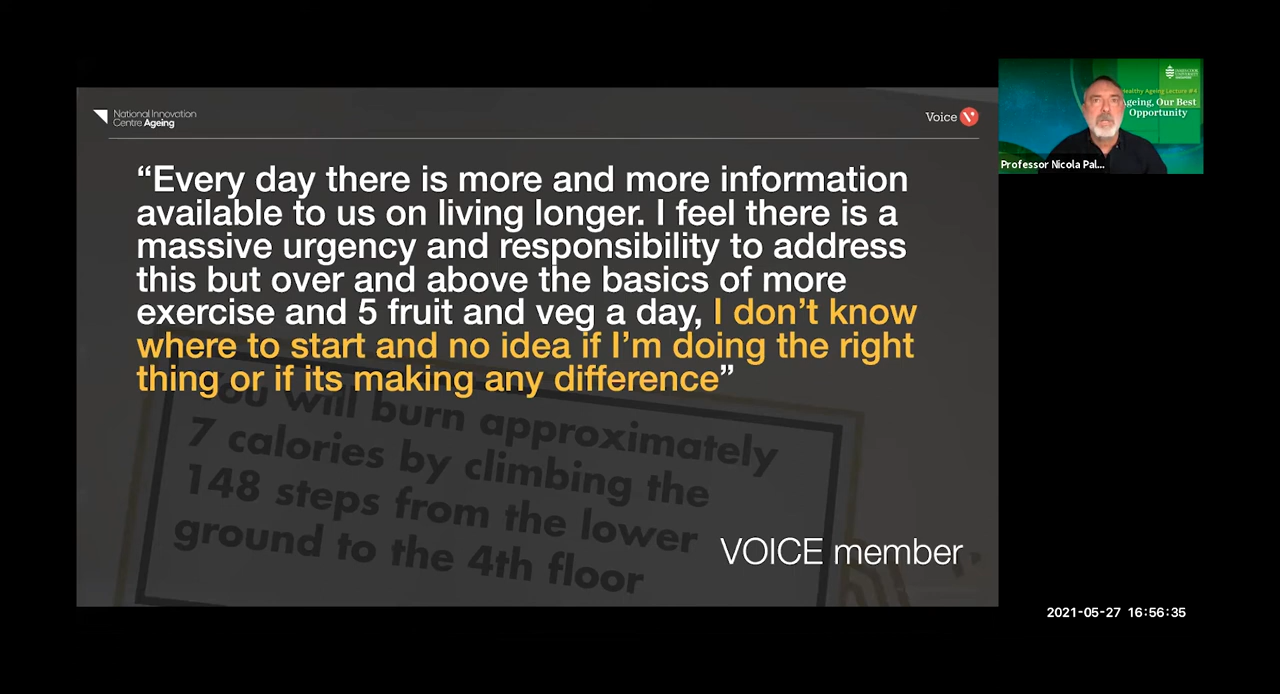 National Innovation
Centre Ageing
Voice
“Every day there is more and more information
available to us on living longer. I feel there is a
massive urgency and responsibility to address
this but over and above the basics of more
exercise and 5 fruit and veg a day, I don’t know
where to start and no idea if I’m doing the right
thing or if its making any difference”
You will burn approximately
7 calories by climbing the
148 steps from the lower
ground to the 4th floor
VOICE member
Healthy Ageing Lecture #4
Ageing, Our Best
Opportunity
Professor Nicola Pal...
2021-05-27 16:56:35